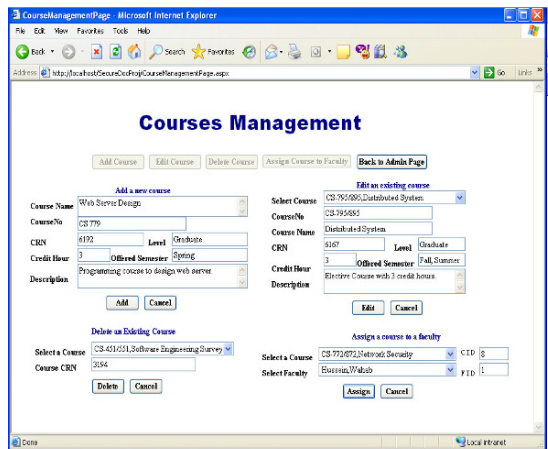 CourseManagementPage - Microsoft Internet Explorer
File Edit View Favorites Tools Help
Back Search Favorites
Address http://localhost/SecureDocProj/CourseManagementPage.aspx Go Links »
Courses Management
Add Course Edit Course Delete Course Assign Course to Faculty Back to Admin Page
Add a new course
Course Name Web Server Design
CourseNo CS 779
CRN 6192 Level Graduate
Credit Hour 3 Offered Semester Spring
Description Programming course to design web server
Add Cancel
Edit an existing course
Select Course CS-795/895,Distributed System
CourseNo CS-795/895
Course Name Distributed System
CRN 6167 Level Graduate
Credit Hour 3 Offered Semester Fall, Summer
Description Elective Course with 3 credit hours
Edit Cancel
Delete an Existing Course
Select a Course CS-451/551,Software Engineering Survey
Course CRN 3194
Delete Cancel
Assign a course to a faculty
Select a Course CS-772/872,Network Security CID 8
Select Faculty Hussein,Wahab FID 1
Assign Cancel
Done Local intranet